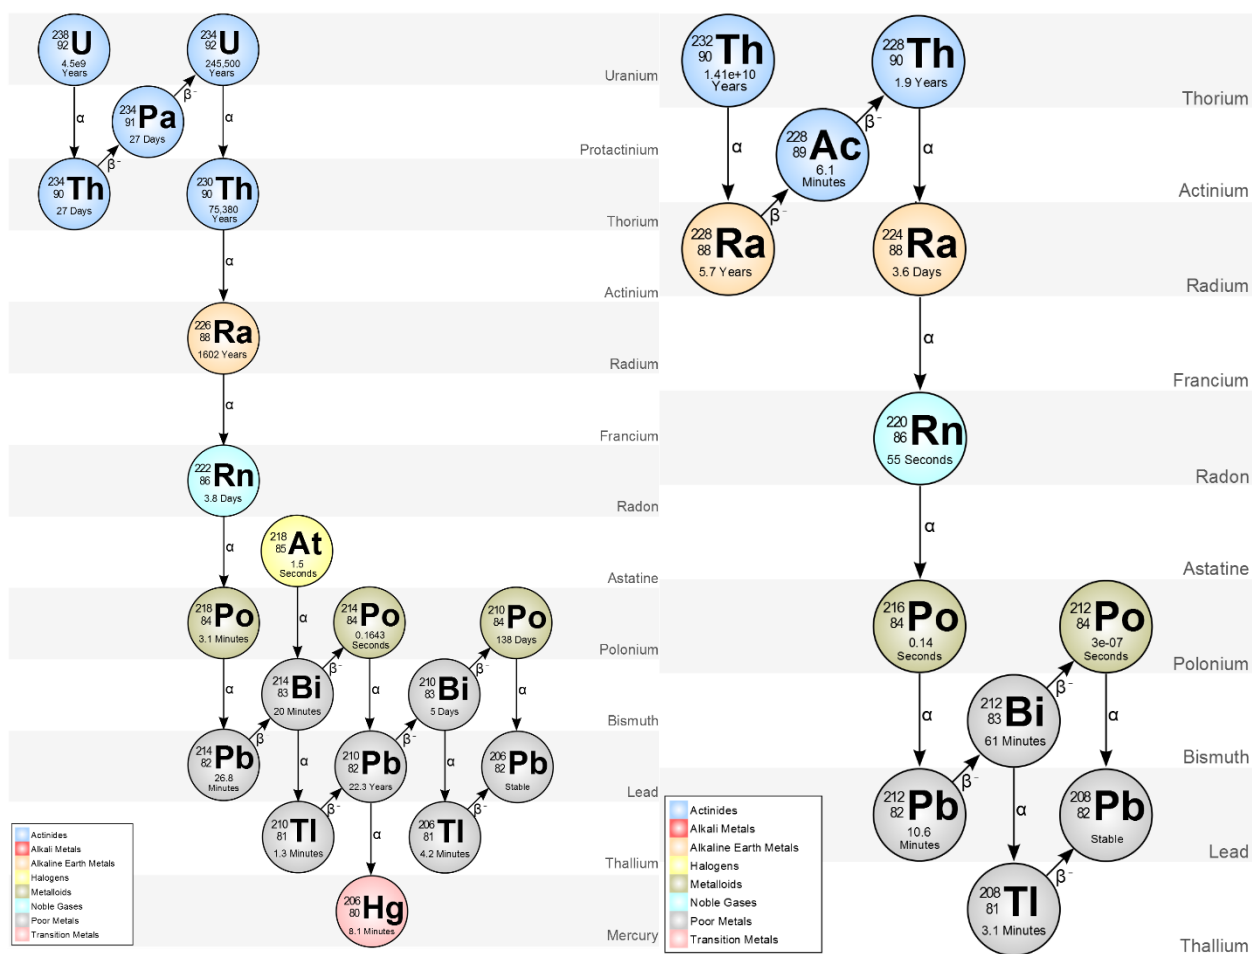 238
92 U
4.5e9
Years
234
92 U
245,500
Years
Uranium
α
β⁻
234
91 Pa
27 Days
α
Protactinium
β⁻
234
90 Th
27 Days
230
90 Th
75,380
Years
Thorium
α
Actinium
226
88 Ra
1602 Years
Radium
α
Francium
222
86 Rn
3.8 Days
Radon
α
218
85 At
1.5
Seconds
Astatine
218
84 Po
3.1 Minutes
α
214
84 Po
0.1643
Seconds
210
84 Po
138 Days
Polonium
α
214
83 Bi
20 Minutes
β⁻
α
210
83 Bi
5 Days
β⁻
α
Bismuth
214
82 Pb
26.8
Minutes
β⁻
α
210
82 Pb
22.3 Years
β⁻
α
206
82 Pb
Stable
Lead
210
81 Tl
1.3 Minutes
β⁻
α
206
81 Tl
4.2 Minutes
β⁻
Thallium
206
80 Hg
8.1 Minutes
Mercury
Actinides
Alkali Metals
Alkaline Earth Metals
Halogens
Metalloids
Noble Gases
Poor Metals
Transition Metals
232
90 Th
1.41e+10
Years
228
90 Th
1.9 Years
Thorium
α
β⁻
228
89 Ac
6.1
Minutes
α
Actinium
β⁻
228
88 Ra
5.7 Years
224
88 Ra
3.6 Days
Radium
α
Francium
220
86 Rn
55 Seconds
Radon
α
Astatine
216
84 Po
0.14
Seconds
212
84 Po
3e-07
Seconds
Polonium
α
212
83 Bi
61 Minutes
β⁻
α
Bismuth
212
82 Pb
10.6
Minutes
β⁻
α
208
82 Pb
Stable
Lead
208
81 Tl
3.1 Minutes
β⁻
Thallium
Actinides
Alkali Metals
Alkaline Earth Metals
Halogens
Metalloids
Noble Gases
Poor Metals
Transition Metals